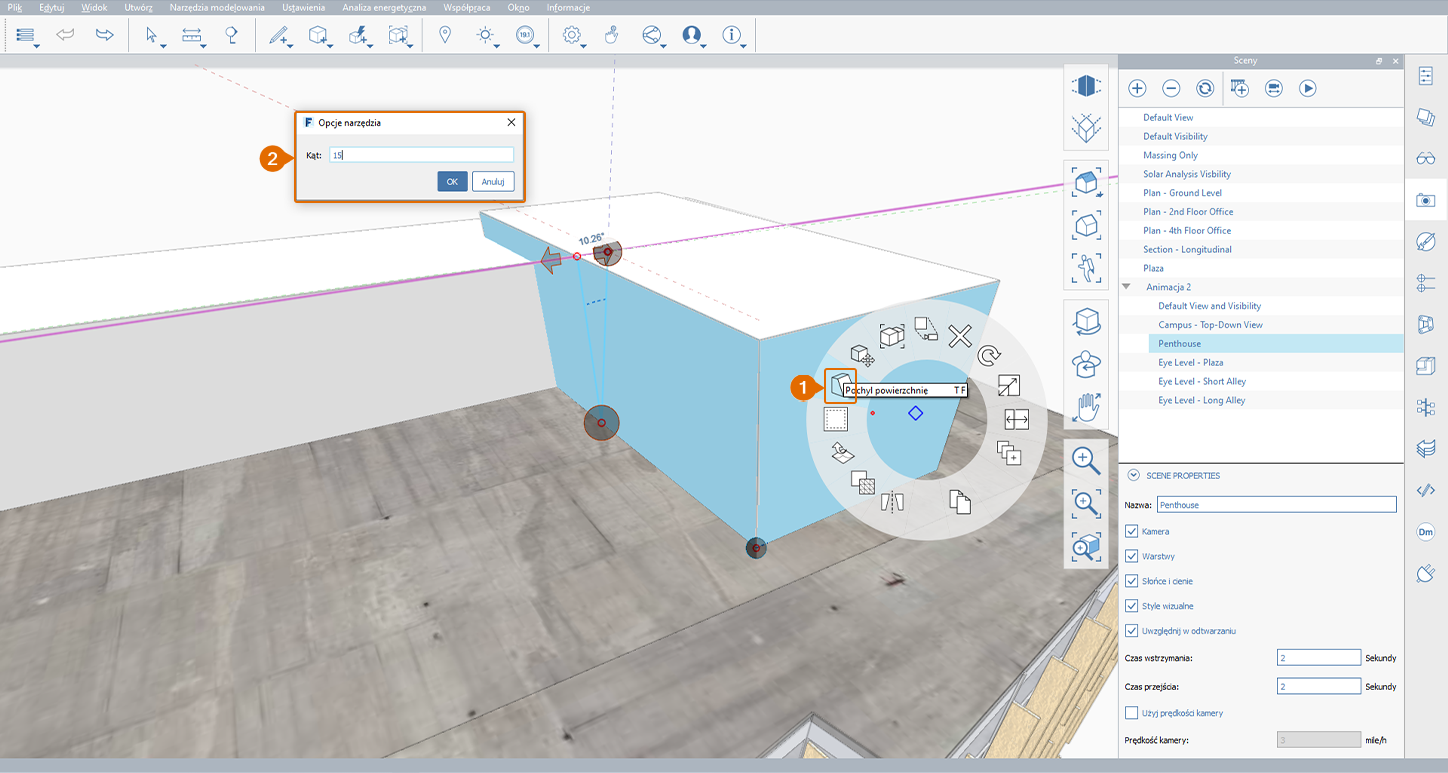 Plik Edytuj Widok Utwórz Narzędzia modelowania Ustawienia Analiza energetyczna Współpraca Okno Informacje
19.1
Sceny
F Opcje narzędzia
2
Kąt: 15
OK Anuluj
10.26°
1
Pochyl powierzchnię TF
Default View
Default Visibility
Massing Only
Solar Analysis Visbility
Plan - Ground Level
Plan - 2nd Floor Office
Plan - 4th Floor Office
Section - Longitudinal
Plaza
Animacja 2
Default View and Visibility
Campus - Top-Down View
Penthouse
Eye Level - Plaza
Eye Level - Short Alley
Eye Level - Long Alley
SCENE PROPERTIES
Nazwa: Penthouse
Kamera
Warstwy
Słońce i cienie
Style wizualne
Uwzględnij w odtwarzaniu
Czas wstrzymania: 2 Sekundy
Czas przejścia: 2 Sekundy
Użyj prędkości kamery
Prędkość kamery: 3 mile/h
Dm